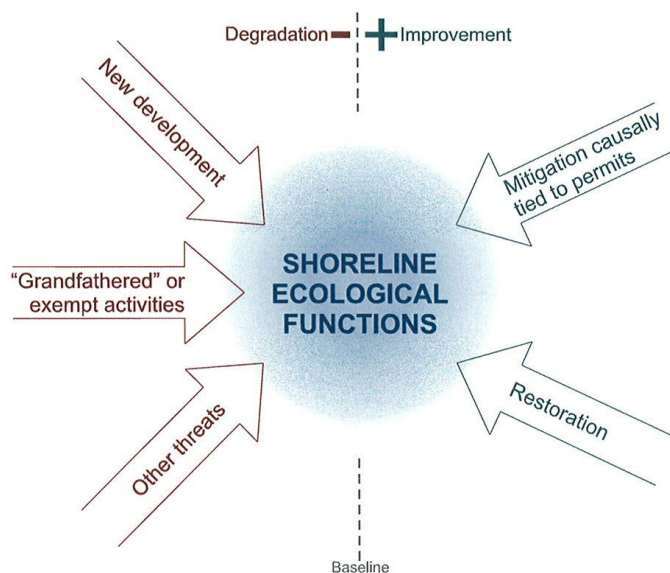 Degradation
Improvement
New development
Mitigation causally
tied to permits
SHORELINE
ECOLOGICAL
FUNCTIONS
“Grandfathered” or
exempt activities
Other threats
Restoration
Baseline